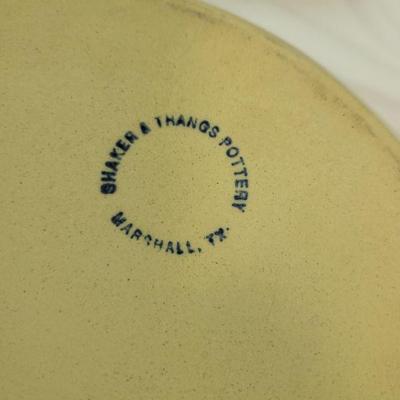 SHAKER & THANGS POTTERY
MARSHALL, TX.